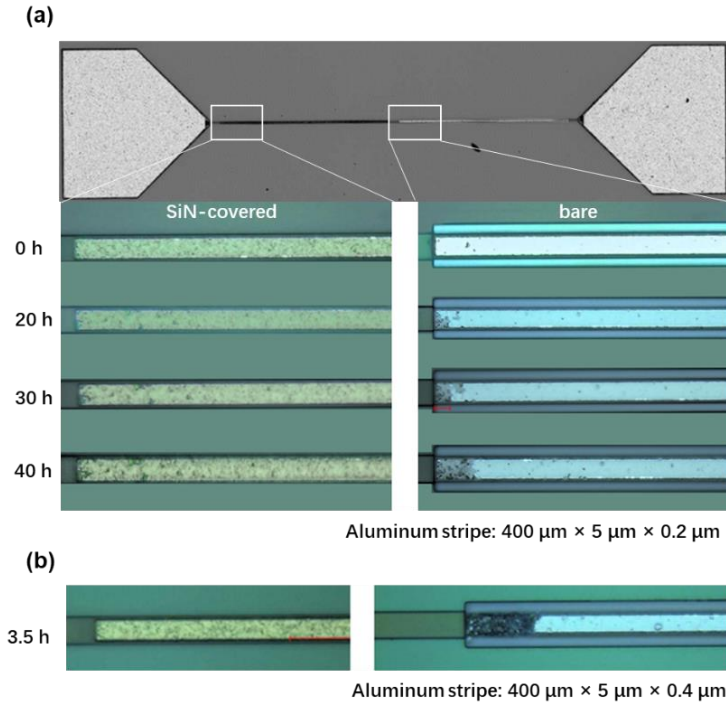 (a)
SiN-covered
bare
0 h
20 h
30 h
40 h
Aluminum stripe: 400 μm × 5 μm × 0.2 μm
(b)
3.5 h
Aluminum stripe: 400 μm × 5 μm × 0.4 μm